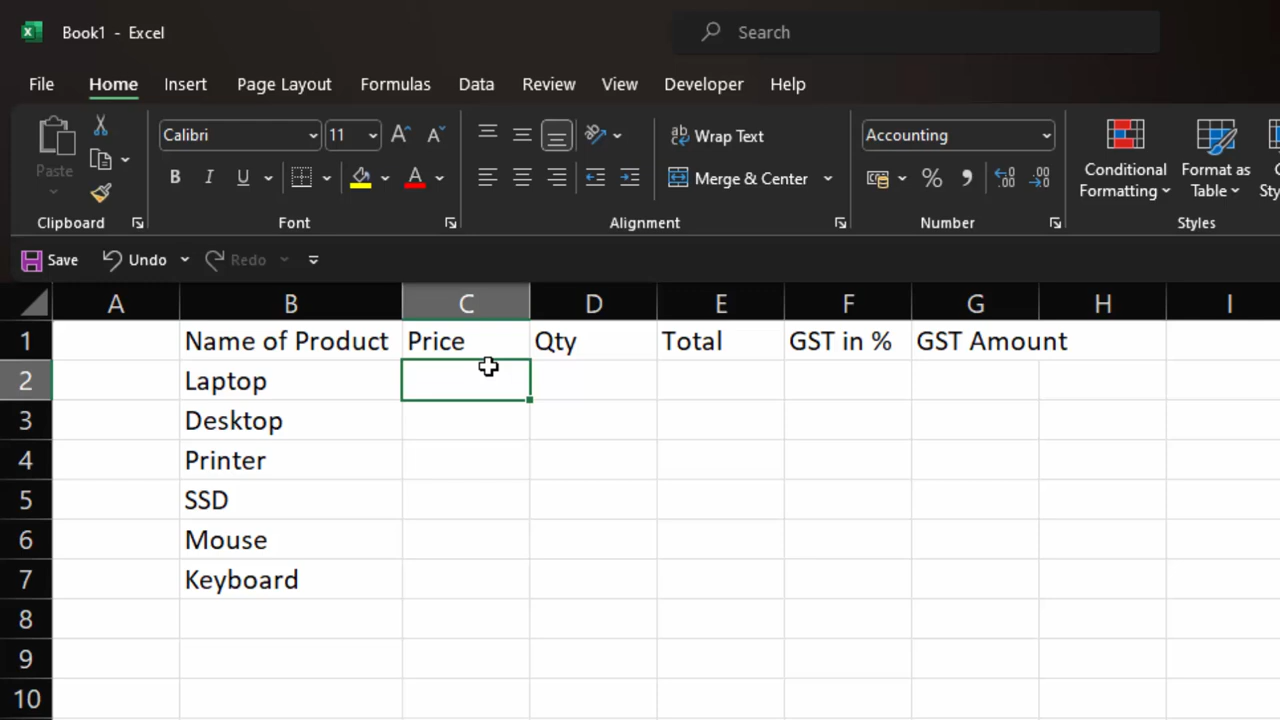 Book1 - Excel
Search
File Home Insert Page Layout Formulas Data Review View Developer Help
Calibri 11 A A ab Wrap Text Accounting
Paste B I U A Merge & Center % , Conditional Formatting Format as Table
Clipboard Font Alignment Number Styles
Save Undo Redo
A B C D E F G H I
1 Name of Product Price Qty Total GST in % GST Amount
2 Laptop
3 Desktop
4 Printer
5 SSD
6 Mouse
7 Keyboard
8
9
10